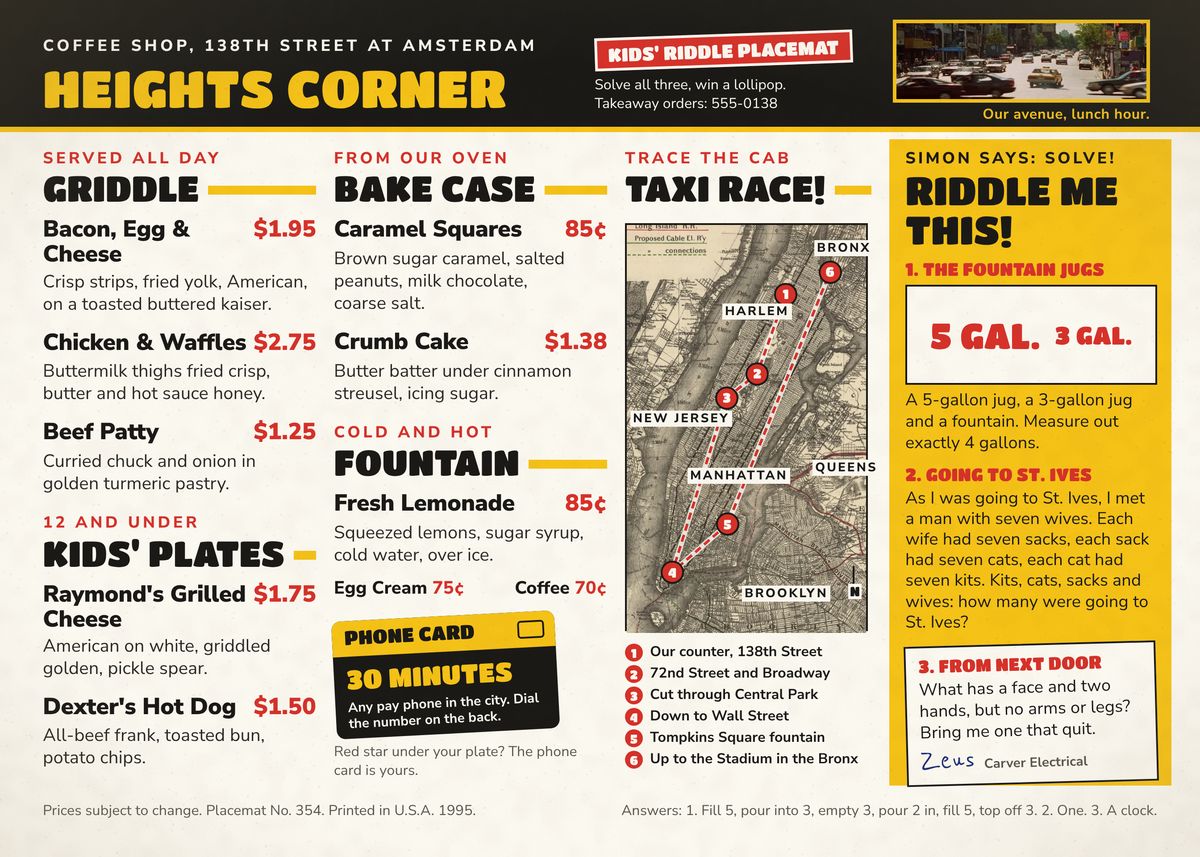 COFFEE SHOP, 138TH STREET AT AMSTERDAM
HEIGHTS CORNER
KIDS' RIDDLE PLACEMAT
Solve all three, win a lollipop.
Takeaway orders: 555-0138
Our avenue, lunch hour.
SERVED ALL DAY
GRIDDLE
Bacon, Egg & $1.95
Cheese
Crisp strips, fried yolk, American,
on a toasted buttered kaiser.
Chicken & Waffles $2.75
Buttermilk thighs fried crisp,
butter and hot sauce honey.
Beef Patty $1.25
Curried chuck and onion in
golden turmeric pastry.
12 AND UNDER
KIDS' PLATES
Raymond's Grilled $1.75
Cheese
American on white, griddled
golden, pickle spear.
Dexter's Hot Dog $1.50
All-beef frank, toasted bun,
potato chips.
FROM OUR OVEN
BAKE CASE
Caramel Squares 85¢
Brown sugar caramel, salted
peanuts, milk chocolate,
coarse salt.
Crumb Cake $1.38
Butter batter under cinnamon
streusel, icing sugar.
COLD AND HOT
FOUNTAIN
Fresh Lemonade 85¢
Squeezed lemons, sugar syrup,
cold water, over ice.
Egg Cream 75¢ Coffee 70¢
PHONE CARD
30 MINUTES
Any pay phone in the city. Dial
the number on the back.
Red star under your plate? The phone
card is yours.
TRACE THE CAB
TAXI RACE!
Long Island R.R.
Proposed Cable El. R'y
" connections
BRONX
6
1
HARLEM
2
3
NEW JERSEY
MANHATTAN
QUEENS
5
4
BROOKLYN
N
1 Our counter, 138th Street
2 72nd Street and Broadway
3 Cut through Central Park
4 Down to Wall Street
5 Tompkins Square fountain
6 Up to the Stadium in the Bronx
SIMON SAYS: SOLVE!
RIDDLE ME
THIS!
1. THE FOUNTAIN JUGS
5 GAL. 3 GAL.
A 5-gallon jug, a 3-gallon jug
and a fountain. Measure out
exactly 4 gallons.
2. GOING TO ST. IVES
As I was going to St. Ives, I met
a man with seven wives. Each
wife had seven sacks, each sack
had seven cats, each cat had
seven kits. Kits, cats, sacks and
wives: how many were going to
St. Ives?
3. FROM NEXT DOOR
What has a face and two
hands, but no arms or legs?
Bring me one that quit.
Zeus Carver Electrical
Prices subject to change. Placemat No. 354. Printed in U.S.A. 1995.
Answers: 1. Fill 5, pour into 3, empty 3, pour 2 in, fill 5, top off 3. 2. One. 3. A clock.